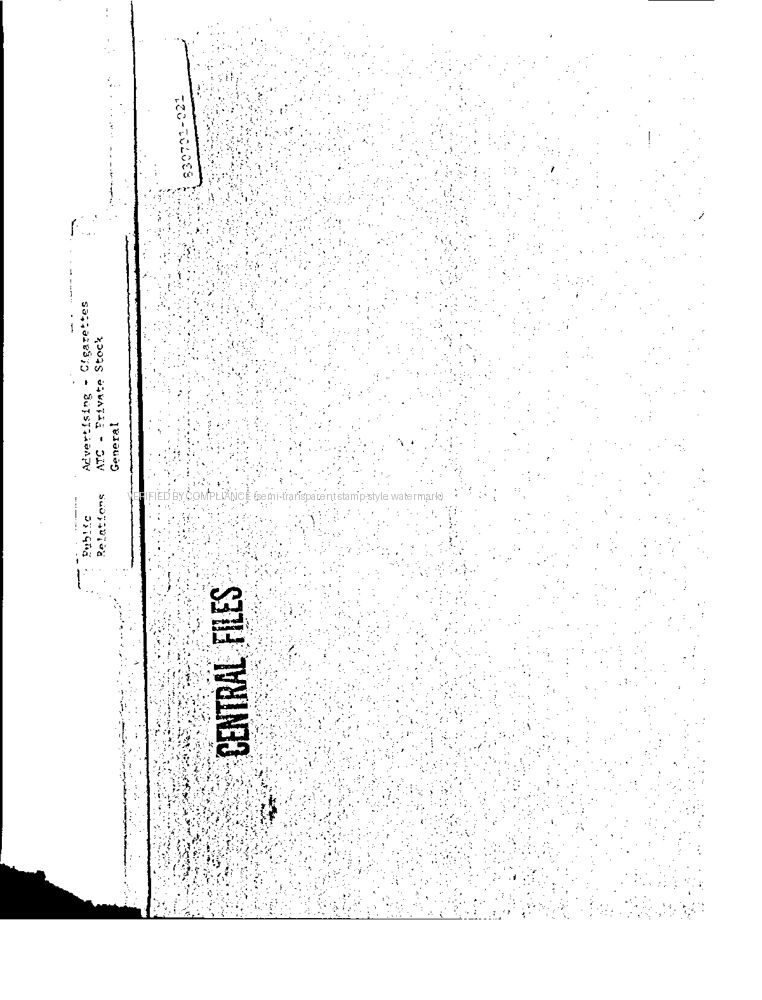 830701-021
Public Advertising - Cigarettes
Relations ATC - Private Stock
General
VERIFIED BY COMPLIANCE (semi-transparent stamp-style watermark)
CENTRAL FILES